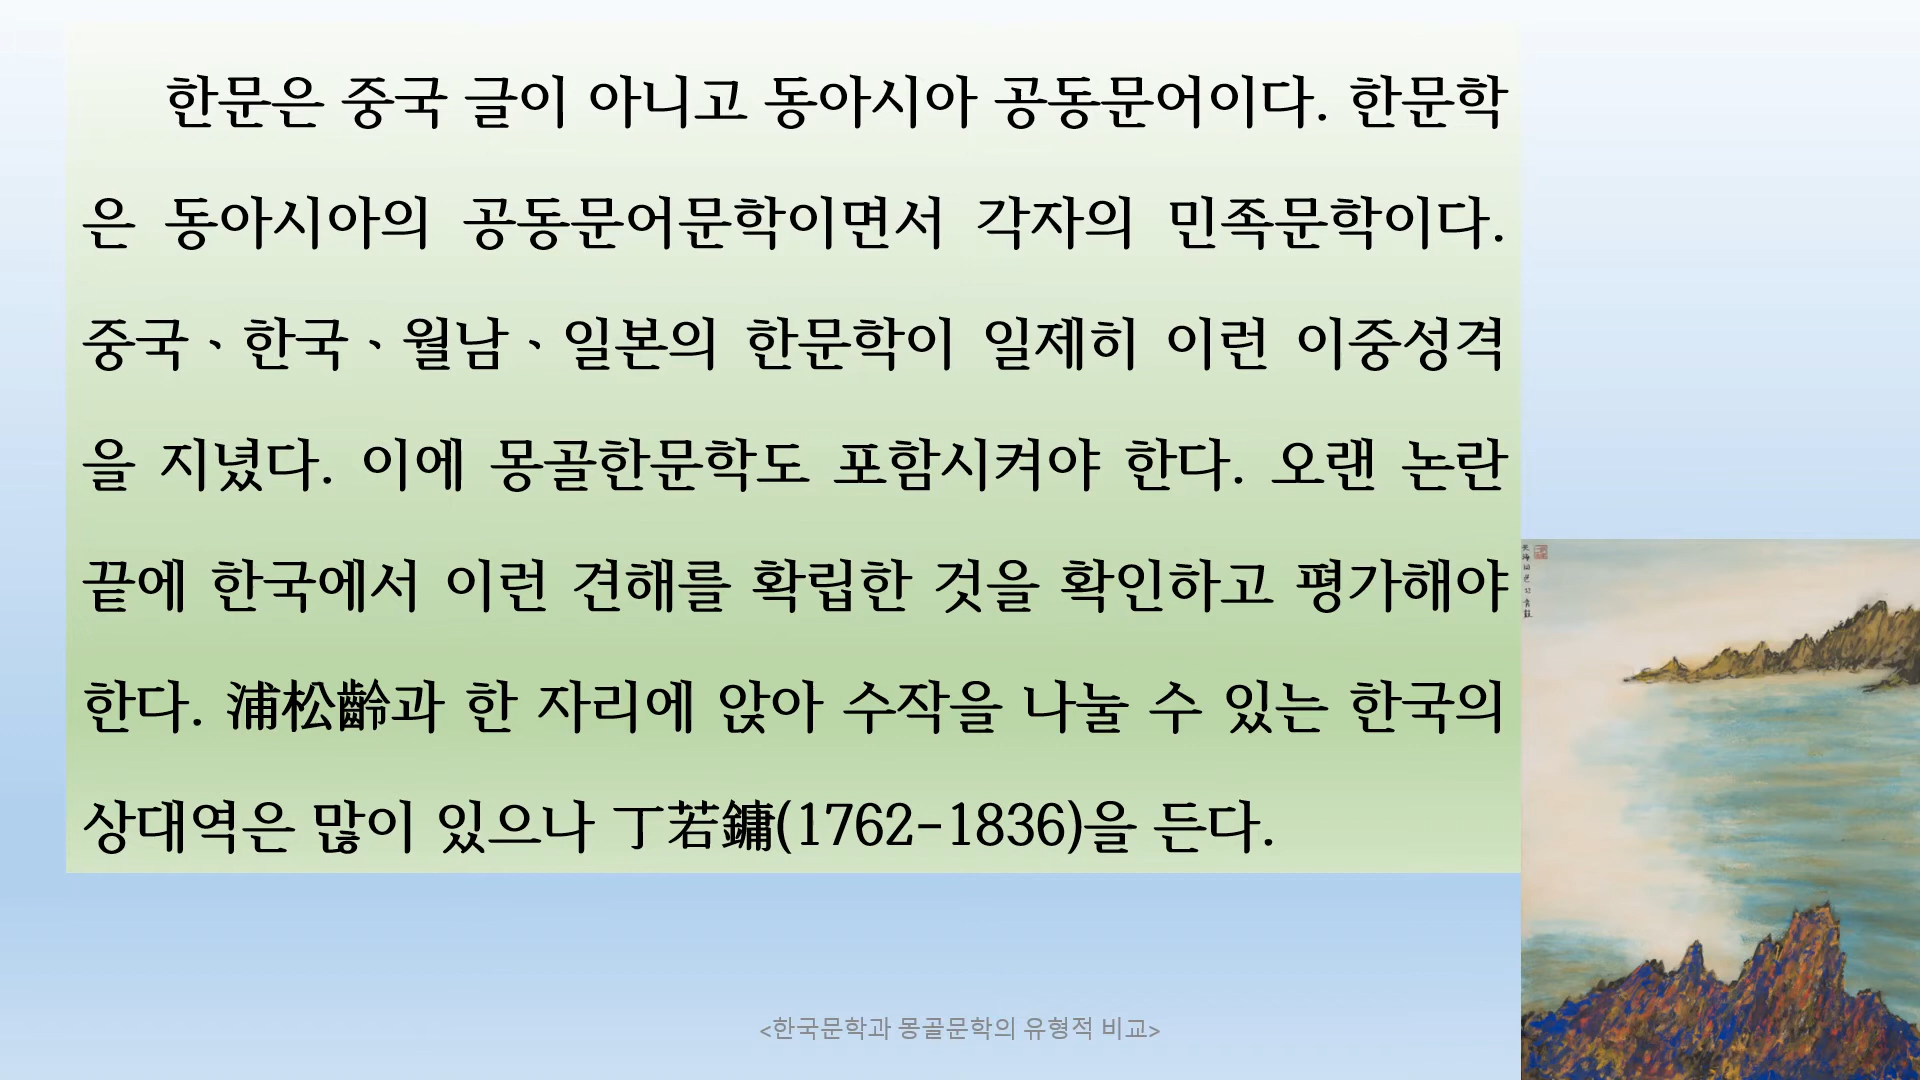 한문은 중국 글이 아니고 동아시아 공동문어이다. 한문학
은 동아시아의 공동문어문학이면서 각자의 민족문학이다.
중국、한국、월남、일본의 한문학이 일제히 이런 이중성격
을 지녔다. 이에 몽골한문학도 포함시켜야 한다. 오랜 논란
끝에 한국에서 이런 견해를 확립한 것을 확인하고 평가해야
한다. 浦松齡과 한 자리에 앉아 수작을 나눌 수 있는 한국의
상대역은 많이 있으나 丁若鏞(1762-1836)을 든다.
<한국문학과 몽골문학의 유형적 비교>